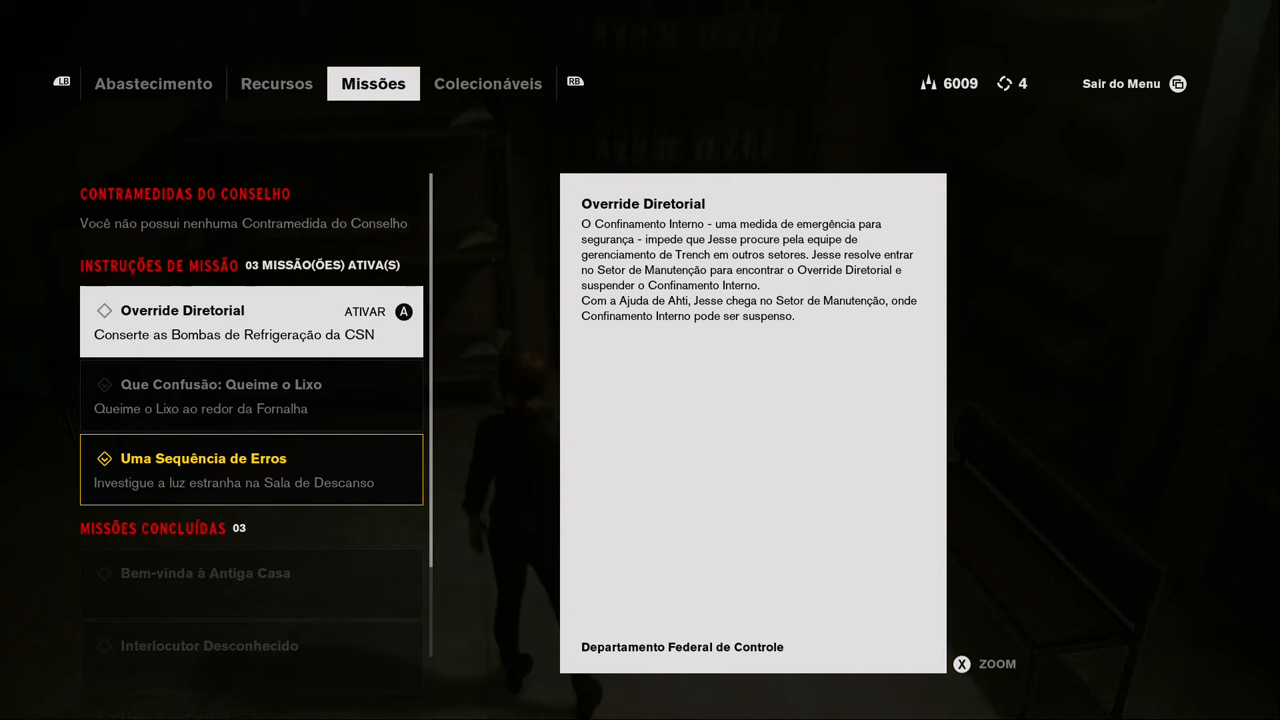 LB
Abastecimento
Recursos
Missões
Colecionáveis
RB
6009
4
Sair do Menu
CONTRAMEDIDAS DO CONSELHO
Você não possui nenhuma Contramedida do Conselho
INSTRUÇÕES DE MISSÃO 03 MISSÃO(ÕES) ATIVA(S)
Override Diretorial ATIVAR A
Conserte as Bombas de Refrigeração da CSN
Que Confusão: Queime o Lixo
Queime o Lixo ao redor da Fornalha
Uma Sequência de Erros
Investigue a luz estranha na Sala de Descanso
MISSÕES CONCLUÍDAS 03
Bem-vinda à Antiga Casa
Interlocutor Desconhecido
Override Diretorial
O Confinamento Interno - uma medida de emergência para
segurança - impede que Jesse procure pela equipe de
gerenciamento de Trench em outros setores. Jesse resolve entrar
no Setor de Manutenção para encontrar o Override Diretorial e
suspender o Confinamento Interno.
Com a Ajuda de Ahti, Jesse chega no Setor de Manutenção, onde
Confinamento Interno pode ser suspenso.
Departamento Federal de Controle
X ZOOM